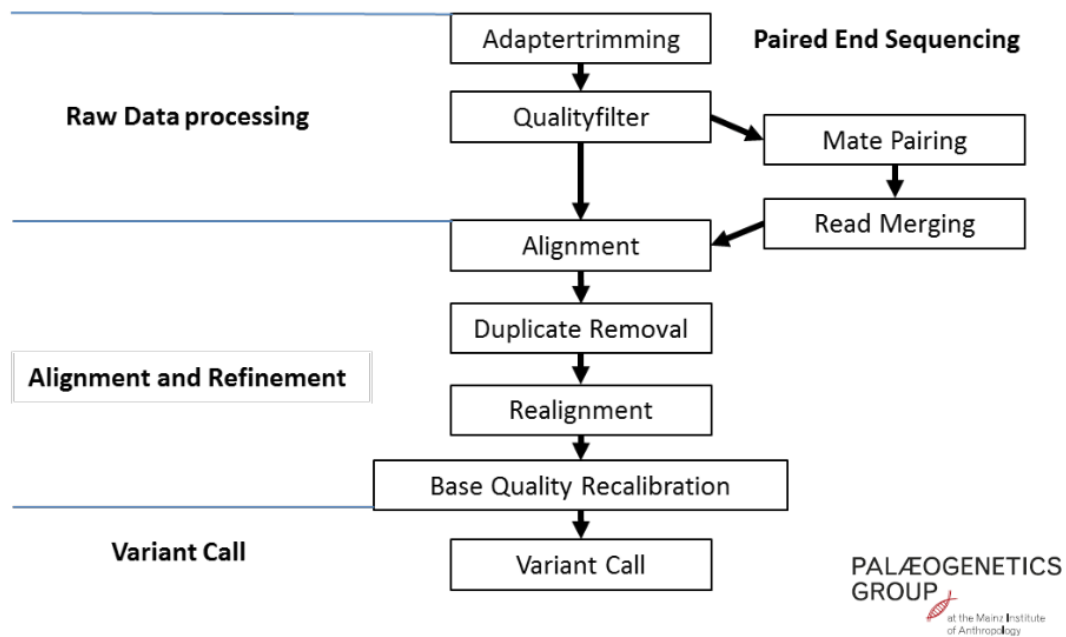 Adaptertrimming
Paired End Sequencing
Raw Data processing
Qualityfilter
Mate Pairing
Read Merging
Alignment
Duplicate Removal
Alignment and Refinement
Realignment
Base Quality Recalibration
Variant Call
Variant Call
PALÆOGENETICS
GROUP
at the Mainz Institute
of Anthropology